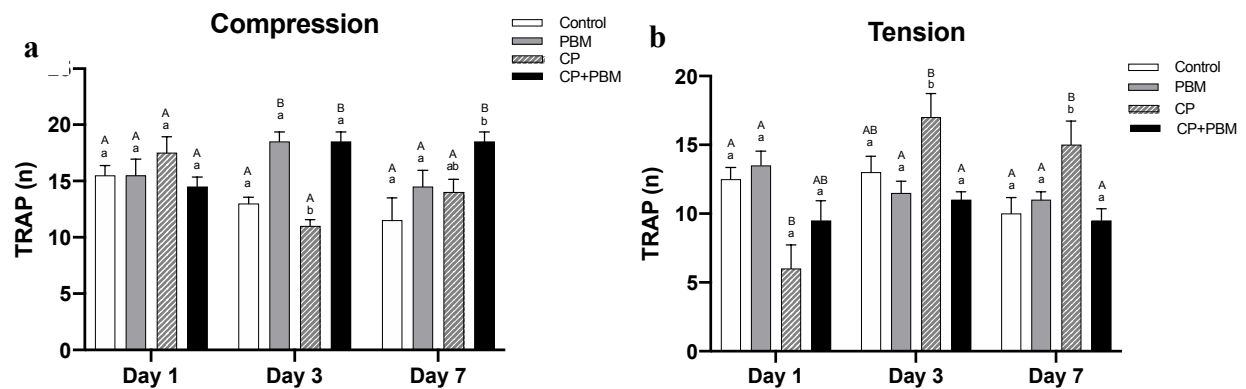 Compression
a
Control
PBM
CP
CP+PBM
TRAP (n)
20
15
10
5
0
A A A A
a a a a
B B
a a
A A
a b
B
b
A A A
a a ab
Day 1 Day 3 Day 7
b
Tension
Control
PBM
CP
CP+PBM
TRAP (n)
20
15
10
5
0
A A
a a
B AB
a a
AB A B A
a a b a
A A B A
a a b a
Day 1 Day 3 Day 7